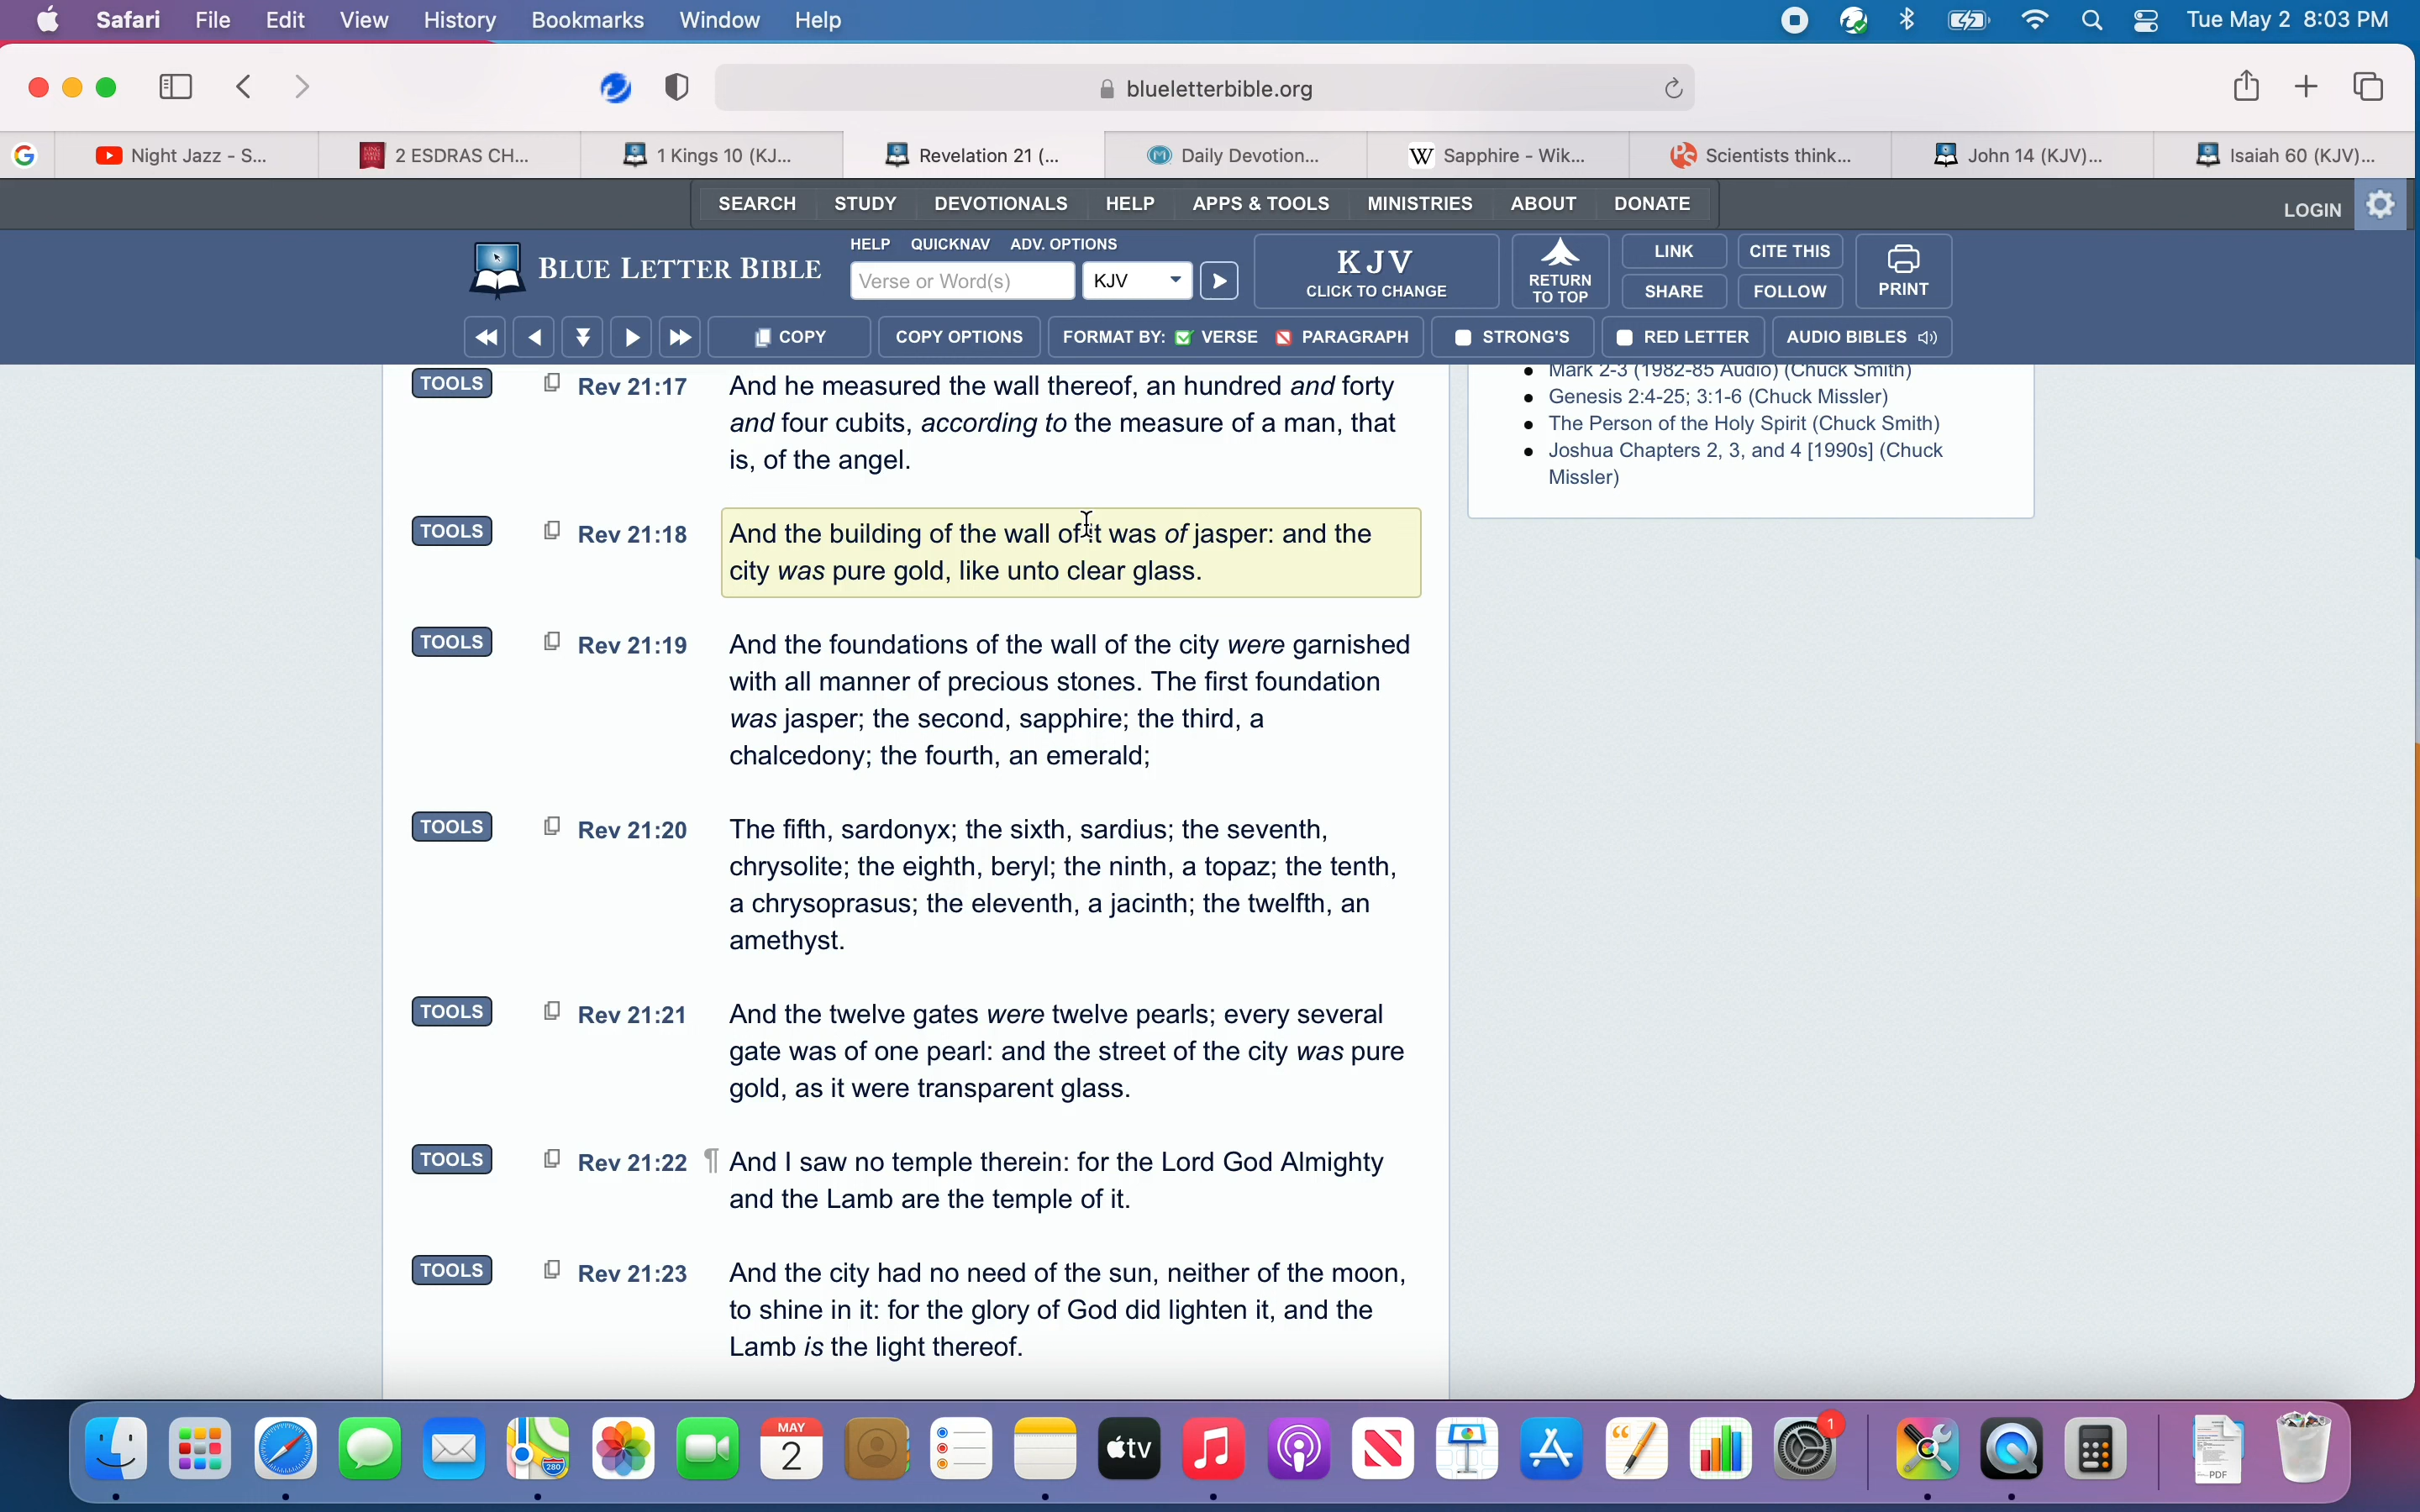 Safari File Edit View History Bookmarks Window Help Tue May 2 8:03 PM
blueletterbible.org
Night Jazz - S... 2 ESDRAS CH... 1 Kings 10 (KJ... Revelation 21 (... Daily Devotion... W Sapphire - Wik... PS Scientists think... John 14 (KJV)... Isaiah 60 (KJV)...
SEARCH STUDY DEVOTIONALS HELP APPS & TOOLS MINISTRIES ABOUT DONATE LOGIN
HELP QUICKNAV ADV. OPTIONS
BLUE LETTER BIBLE
Verse or Word(s) KJV
KJV
CLICK TO CHANGE
RETURN
TO TOP
LINK CITE THIS
SHARE FOLLOW
PRINT
COPY COPY OPTIONS FORMAT BY: VERSE PARAGRAPH STRONG'S RED LETTER AUDIO BIBLES
TOOLS Rev 21:17 And he measured the wall thereof, an hundred and forty
and four cubits, according to the measure of a man, that
is, of the angel.
TOOLS Rev 21:18 And the building of the wall of it was of jasper: and the
city was pure gold, like unto clear glass.
TOOLS Rev 21:19 And the foundations of the wall of the city were garnished
with all manner of precious stones. The first foundation
was jasper; the second, sapphire; the third, a
chalcedony; the fourth, an emerald;
TOOLS Rev 21:20 The fifth, sardonyx; the sixth, sardius; the seventh,
chrysolite; the eighth, beryl; the ninth, a topaz; the tenth,
a chrysoprasus; the eleventh, a jacinth; the twelfth, an
amethyst.
TOOLS Rev 21:21 And the twelve gates were twelve pearls; every several
gate was of one pearl: and the street of the city was pure
gold, as it were transparent glass.
TOOLS Rev 21:22 ¶ And I saw no temple therein: for the Lord God Almighty
and the Lamb are the temple of it.
TOOLS Rev 21:23 And the city had no need of the sun, neither of the moon,
to shine in it: for the glory of God did lighten it, and the
Lamb is the light thereof.
Mark 2-3 (1982-85 Audio) (Chuck Smith)
Genesis 2:4-25; 3:1-6 (Chuck Missler)
The Person of the Holy Spirit (Chuck Smith)
Joshua Chapters 2, 3, and 4 [1990s] (Chuck
Missler)
280
MAY
2
tv
1
PDF